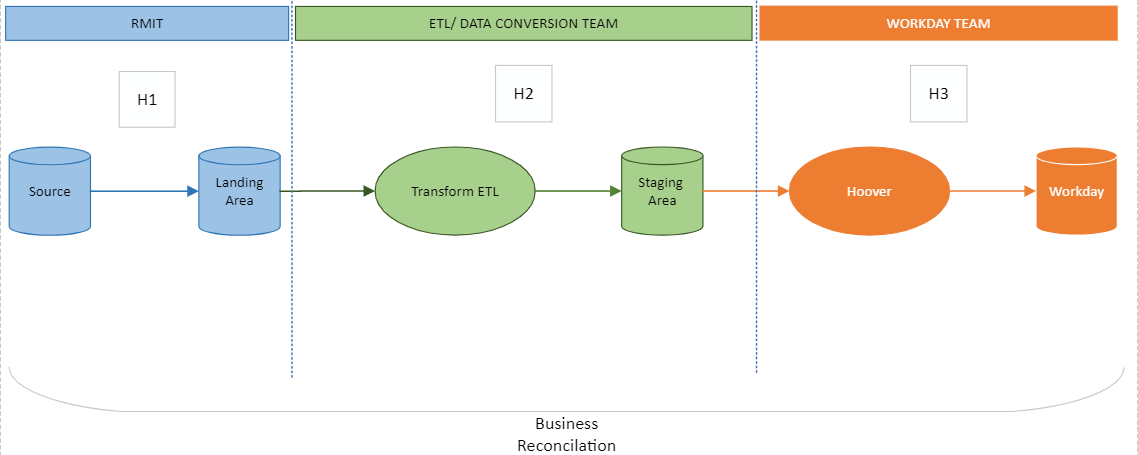 RMIT
ETL/ DATA CONVERSION TEAM
WORKDAY TEAM
H1
H2
H3
Source
Landing
Area
Transform ETL
Staging
Area
Hoover
Workday
Business
Reconcilation